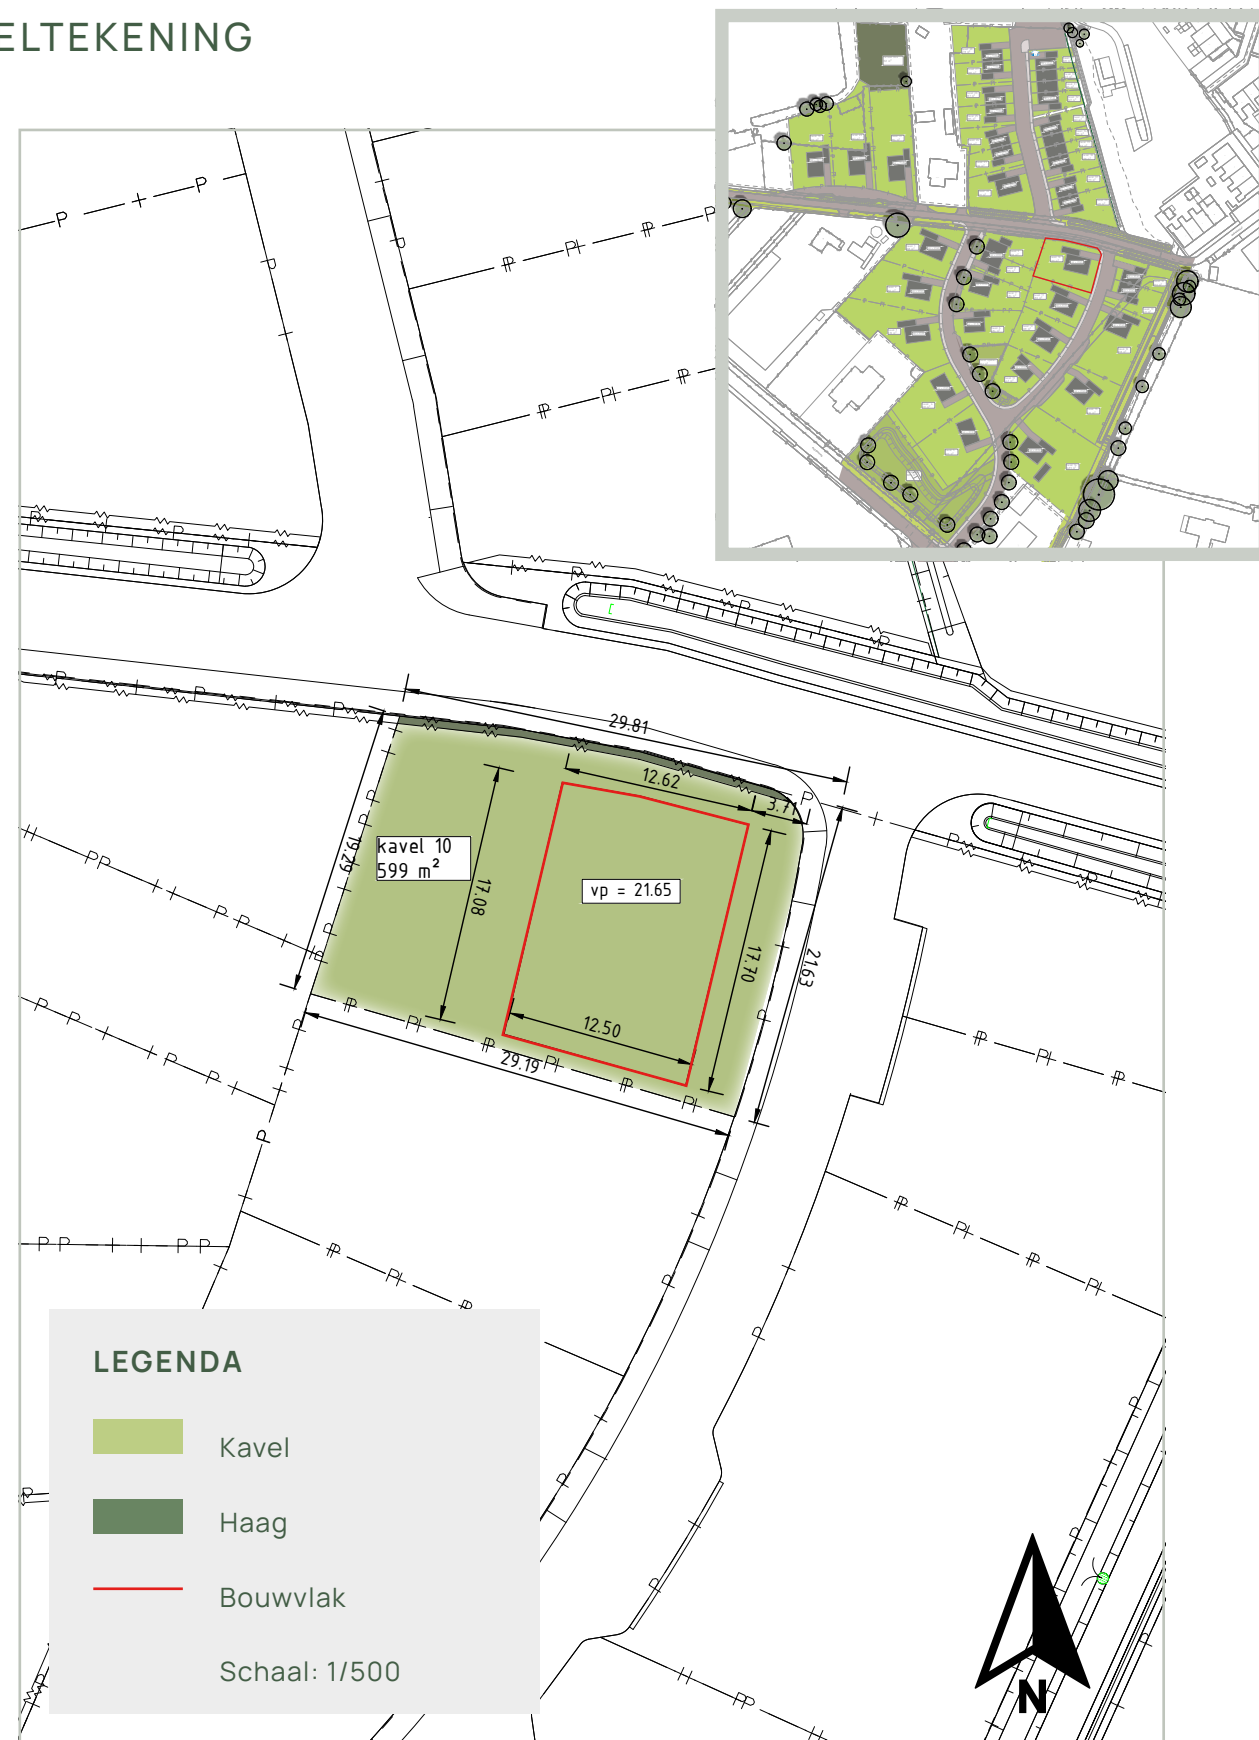 ELTEKENING
29.81
12.62
3.71
19.29
kavel 10
599 m²
17.08
vp = 21.65
17.70
21.63
12.50
29.19
LEGENDA
Kavel
Haag
Bouwvlak
Schaal: 1/500
N